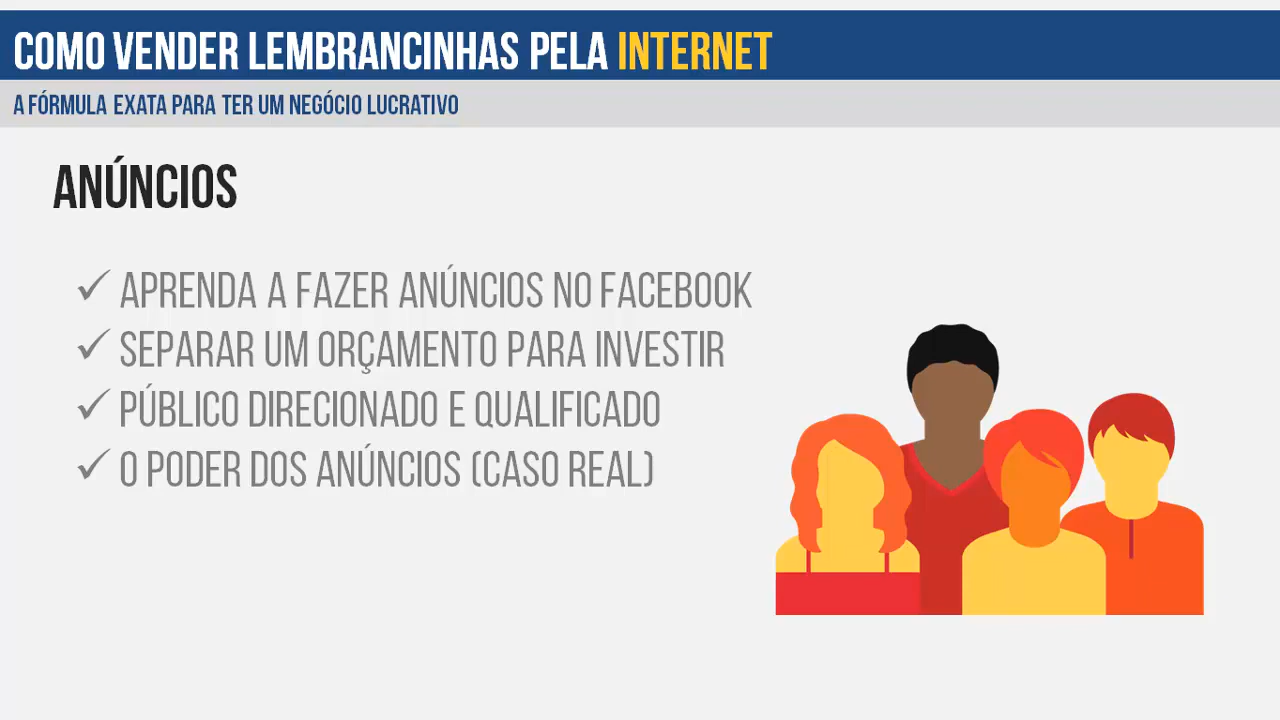 COMO VENDER LEMBRANCINHAS PELA INTERNET
A FÓRMULA EXATA PARA TER UM NEGÓCIO LUCRATIVO
ANÚNCIOS
✓ APRENDA A FAZER ANÚNCIOS NO FACEBOOK
✓ SEPARAR UM ORÇAMENTO PARA INVESTIR
✓ PÚBLICO DIRECIONADO E QUALIFICADO
✓ O PODER DOS ANÚNCIOS (CASO REAL)